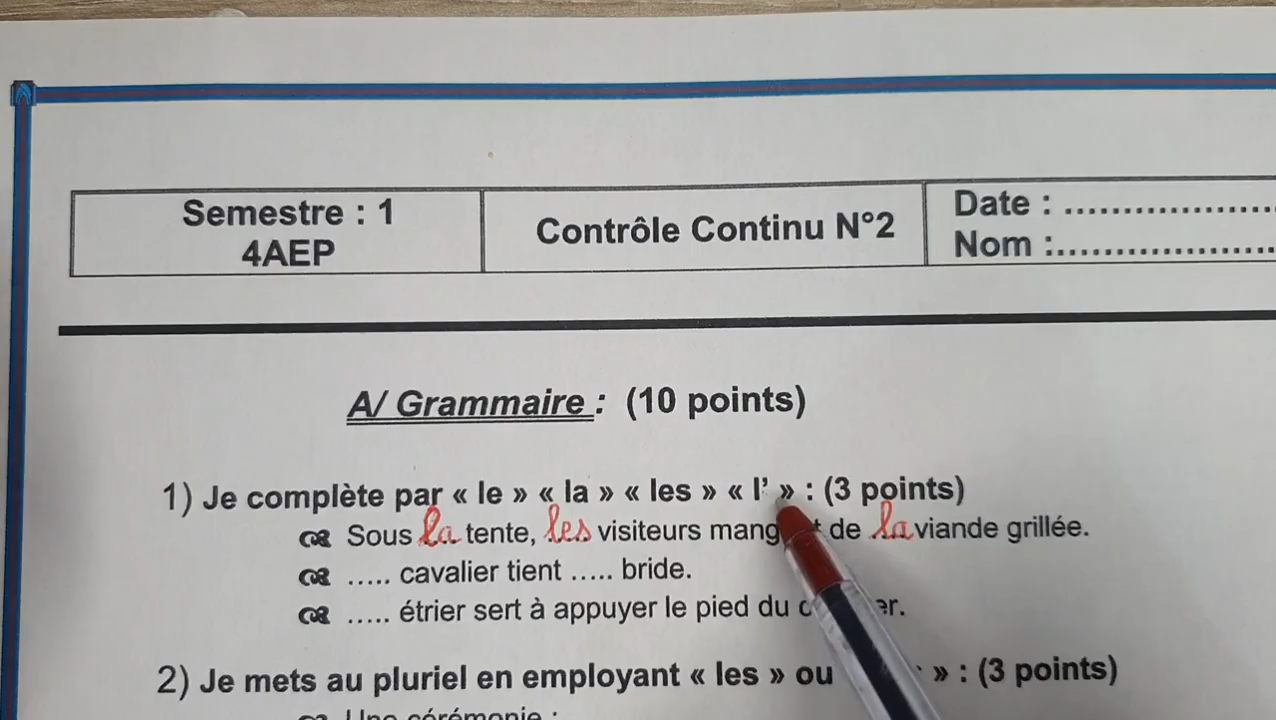 Semestre : 1
4AEP
Contrôle Continu N°2
Date : ....................
Nom :.....................
A/ Grammaire : (10 points)
1) Je complète par « le » « la » « les » « l' » : (3 points)
Sous la tente, les visiteurs de la viande grillée.
..... cavalier tient ..... bride.
..... étrier sert à appuyer le pied du
2) Je mets au pluriel en employant « les » ou » : (3 points)
Une cérémonie :